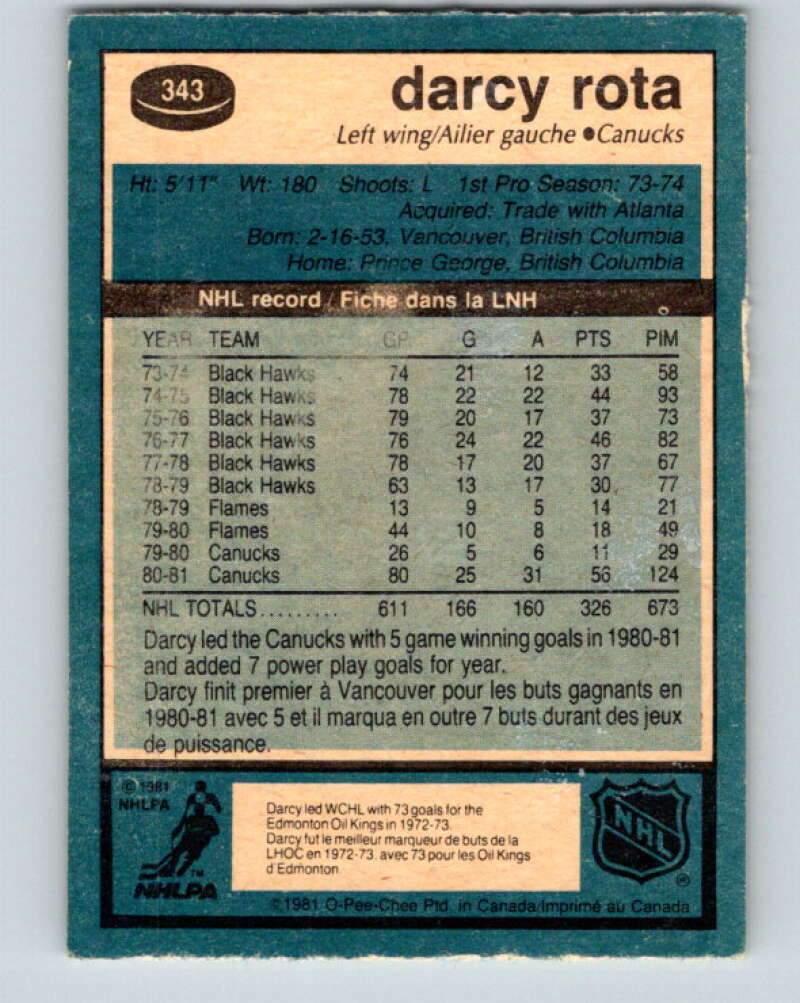 343
darcy rota
Left wing/Ailier gauche ●Canucks
Ht: 5'11" Wt: 180 Shoots: L 1st Pro Season: 73-74
Acquired: Trade with Atlanta
Born: 2-16-53, Vancouver, British Columbia
Home: Prince George, British Columbia
NHL record / Fiche dans la LNH
YEAR TEAM GP G A PTS PIM
73-74 Black Hawks 74 21 12 33 58
74-75 Black Hawks 78 22 22 44 93
75-76 Black Hawks 79 20 17 37 73
76-77 Black Hawks 76 24 22 46 82
77-78 Black Hawks 78 17 20 37 67
78-79 Black Hawks 63 13 17 30 77
78-79 Flames 13 9 5 14 21
79-80 Flames 44 10 8 18 49
79-80 Canucks 26 5 6 11 29
80-81 Canucks 80 25 31 56 124
NHL TOTALS......... 611 166 160 326 673
Darcy led the Canucks with 5 game winning goals in 1980-81
and added 7 power play goals for year.
Darcy finit premier à Vancouver pour les buts gagnants en
1980-81 avec 5 et il marqua en outre 7 buts durant des jeux
de puissance.
© 1981
NHLPA
Darcy led WCHL with 73 goals for the
Edmonton Oil Kings in 1972-73.
Darcy fut le meilleur marqueur de buts de la
LHOC en 1972-73. avec 73 pour les Oil Kings
d'Edmonton
TM
NHLPA
NHL
®
©1981 O-Pee-Chee Ptd. in Canada/Imprimé au Canada